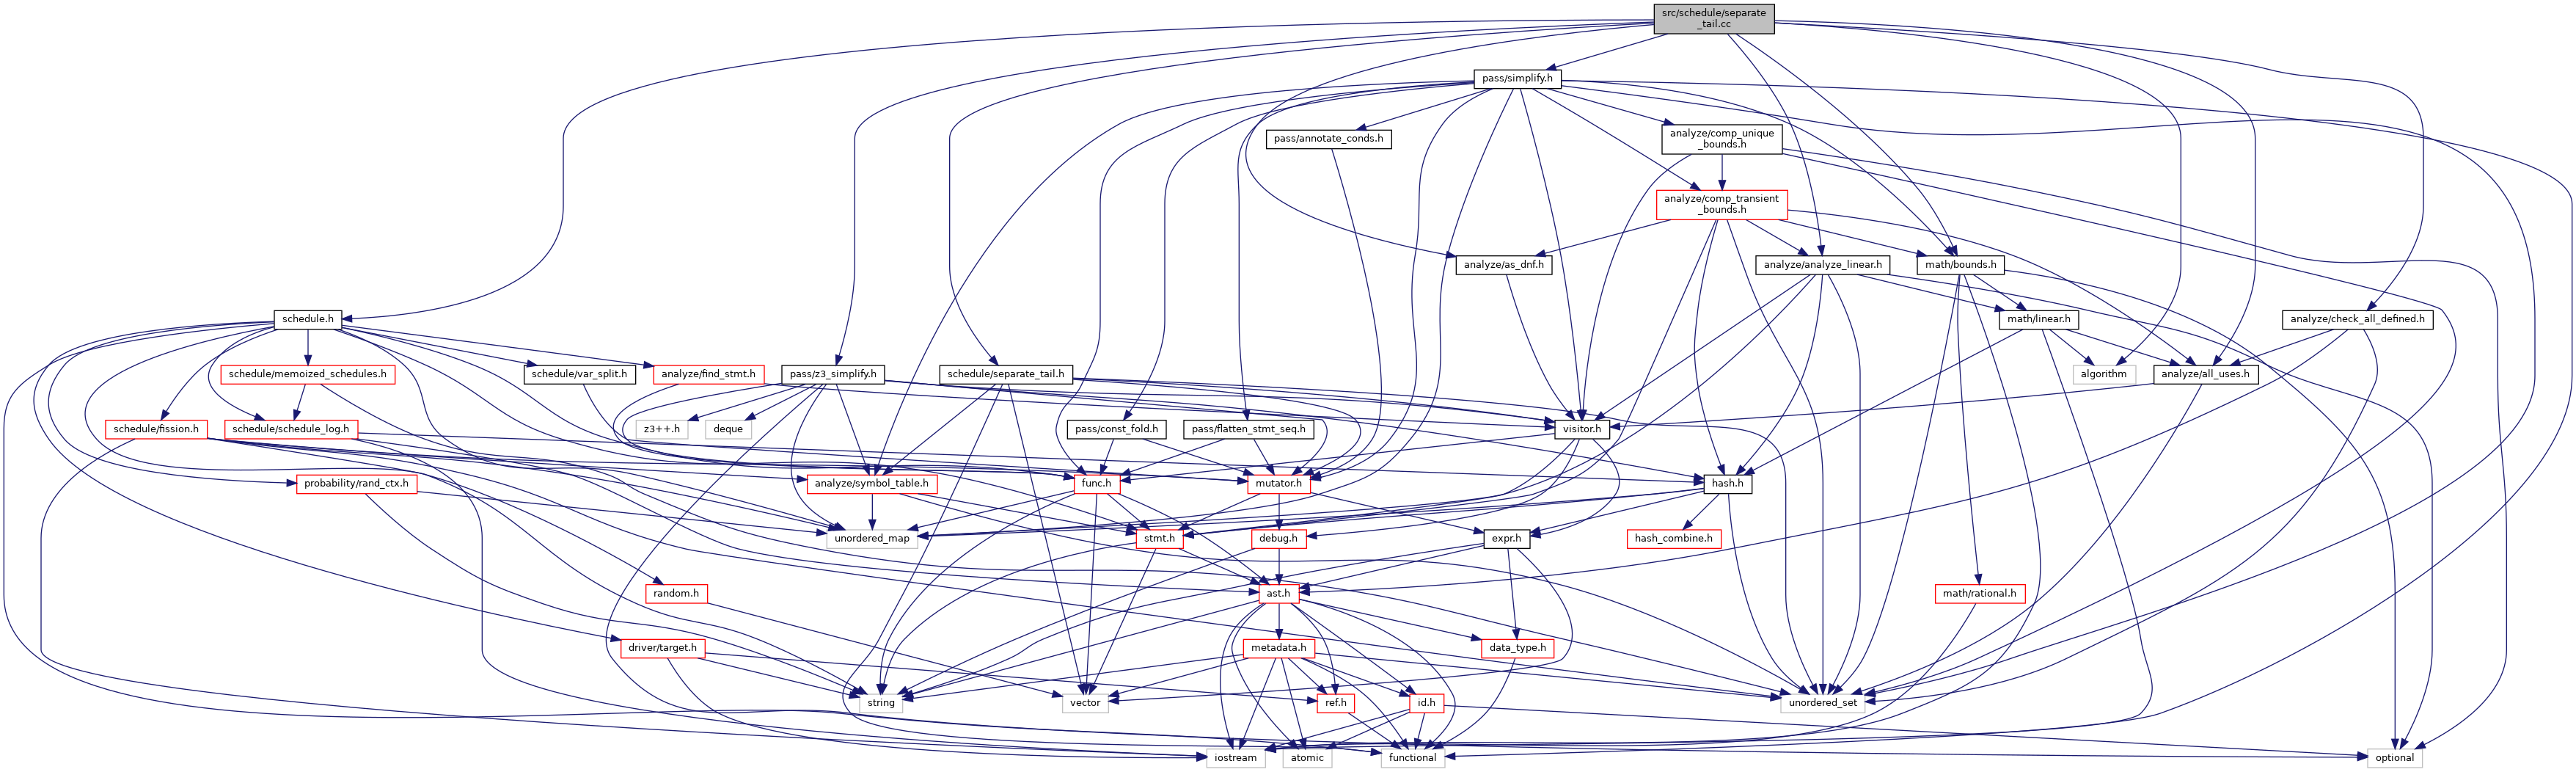 src/schedule/separate
_tail.cc
pass/simplify.h
pass/annotate_conds.h
analyze/comp_unique
_bounds.h
analyze/comp_transient
_bounds.h
analyze/as_dnf.h
analyze/analyze_linear.h
math/bounds.h
schedule.h
math/linear.h
analyze/check_all_defined.h
schedule/memoized_schedules.h
schedule/var_split.h
analyze/find_stmt.h
pass/z3_simplify.h
schedule/separate_tail.h
algorithm
analyze/all_uses.h
schedule/fission.h
schedule/schedule_log.h
z3++.h
deque
pass/const_fold.h
pass/flatten_stmt_seq.h
visitor.h
probability/rand_ctx.h
analyze/symbol_table.h
func.h
mutator.h
hash.h
unordered_map
stmt.h
debug.h
expr.h
hash_combine.h
random.h
ast.h
math/rational.h
driver/target.h
metadata.h
data_type.h
string
vector
ref.h
id.h
unordered_set
iostream
atomic
functional
optional